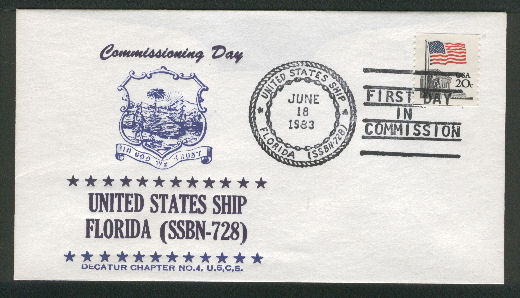 Commissioning Day
IN GOD WE TRUST
UNITED STATES SHIP
FLORIDA (SSBN-728)
DECATUR CHAPTER NO.4. U.S.C.S.
UNITED STATES SHIP
JUNE
18
1983
FLORIDA (SSBN-728)
USA
20c
FIRST DAY
IN
COMMISSION